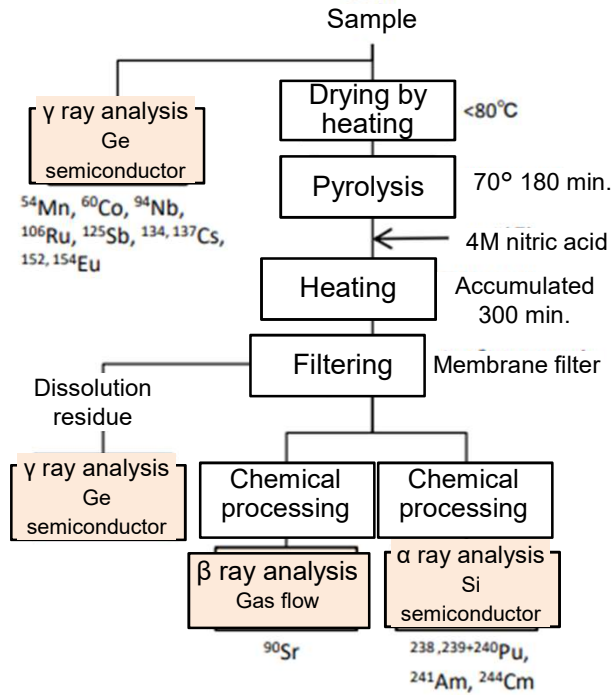 Sample
γ ray analysis
Ge
semiconductor
⁵⁴Mn, ⁶⁰Co, ⁹⁴Nb,
¹⁰⁶Ru, ¹²⁵Sb, ¹³⁴, ¹³⁷Cs,
¹⁵², ¹⁵⁴Eu
Drying by
heating
<80℃
Pyrolysis
70° 180 min.
4M nitric acid
Heating
Accumulated
300 min.
Filtering
Membrane filter
Dissolution
residue
γ ray analysis
Ge
semiconductor
Chemical
processing
β ray analysis
Gas flow
⁹⁰Sr
Chemical
processing
α ray analysis
Si
semiconductor
²³⁸,²³⁹⁺²⁴⁰Pu,
²⁴¹Am, ²⁴⁴Cm